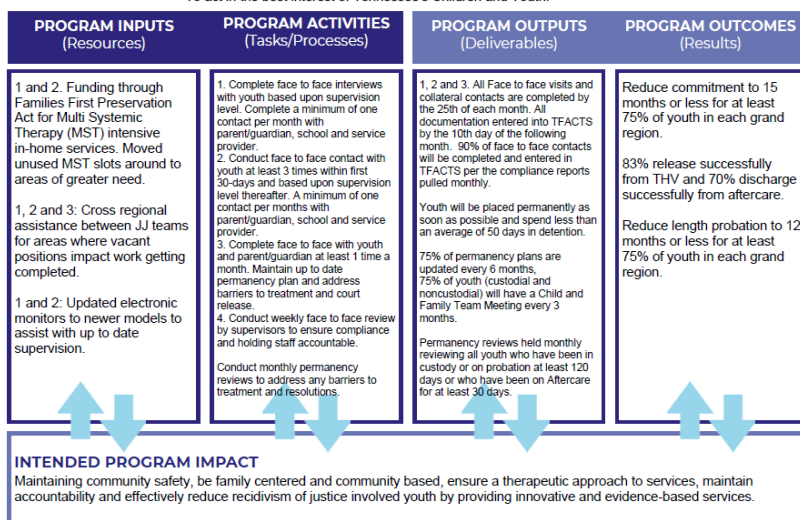 To act in the best interest of Tennessee's Children and Youth.
PROGRAM INPUTS
(Resources)
1 and 2. Funding through
Families First Preservation
Act for Multi Systemic
Therapy (MST) intensive
in-home services. Moved
unused MST slots around to
areas of greater need.
1, 2 and 3: Cross regional
assistance between JJ teams
for areas where vacant
positions impact work getting
completed.
1 and 2: Updated electronic
monitors to newer models to
assist with up to date
supervision.
PROGRAM ACTIVITIES
(Tasks/Processes)
1. Complete face to face interviews
with youth based upon supervision
level. Complete a minimum of one
contact per month with
parent/guardian, school and service
provider.
2. Conduct face to face contact with
youth at least 3 times within first
30-days and based upon supervision
level thereafter. A minimum of one
contact per months with
parent/guardian, school and service
provider.
3. Complete face to face with youth
and parent/guardian at least 1 time a
month. Maintain up to date
permanency plan and address
barriers to treatment and court
release.
4. Conduct weekly face to face review
by supervisors to ensure compliance
and holding staff accountable.
Conduct monthly permanency
reviews to address any barriers to
treatment and resolutions.
PROGRAM OUTPUTS
(Deliverables)
1, 2 and 3. All Face to face visits and
collateral contacts are completed by
the 25th of each month. All
documentation entered into TFACTS
by the 10th day of the following
month. 90% of face to face contacts
will be completed and entered in
TFACTS per the compliance reports
pulled monthly.
Youth will be placed permanently as
soon as possible and spend less than
an average of 50 days in detention.
75% of permanency plans are
updated every 6 months,
75% of youth (custodial and
noncustodial) will have a Child and
Family Team Meeting every 3
months.
Permanency reviews held monthly
reviewing all youth who have been in
custody or on probation at least 120
days or who have been on Aftercare
for at least 30 days.
PROGRAM OUTCOMES
(Results)
Reduce commitment to 15
months or less for at least
75% of youth in each grand
region.
83% release successfully
from THV and 70% discharge
successfully from aftercare.
Reduce length probation to 12
months or less for at least
75% of youth in each grand
region.
INTENDED PROGRAM IMPACT
Maintaining community safety, be family centered and community based, ensure a therapeutic approach to services, maintain
accountability and effectively reduce recidivism of justice involved youth by providing innovative and evidence-based services.